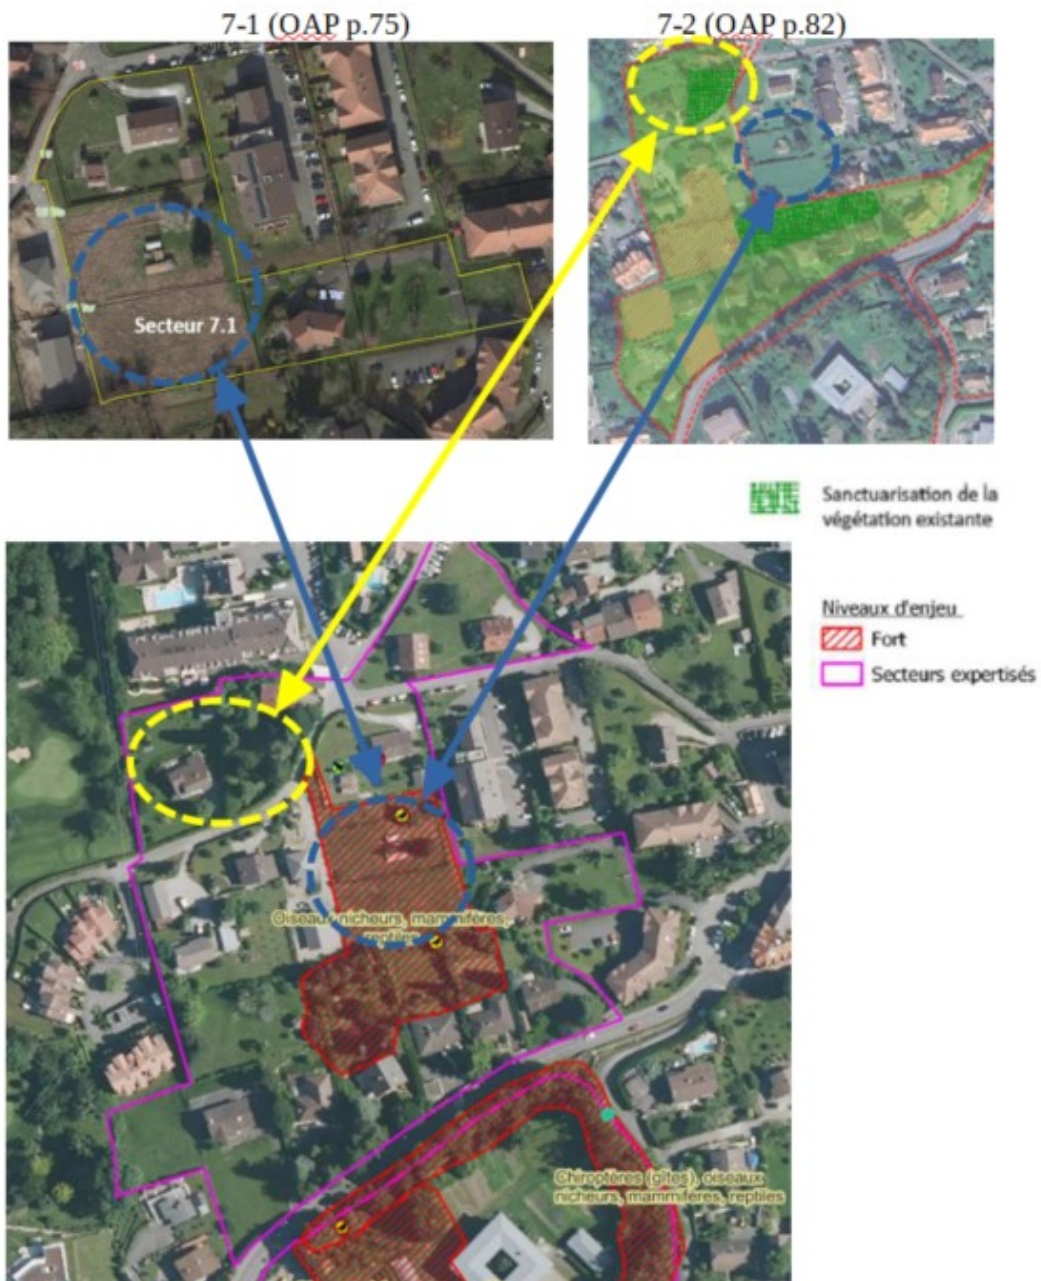 7-1 (OAP p.75)
7-2 (OAP p.82)
Secteur 7.1
Sanctuarisation de la
végétation existante
Niveaux d'enjeu
Fort
Secteurs expertisés
Oiseaux nicheurs, mammifères,
reptiles
Chiroptères (gîtes), oiseaux
nicheurs, mammifères, reptiles